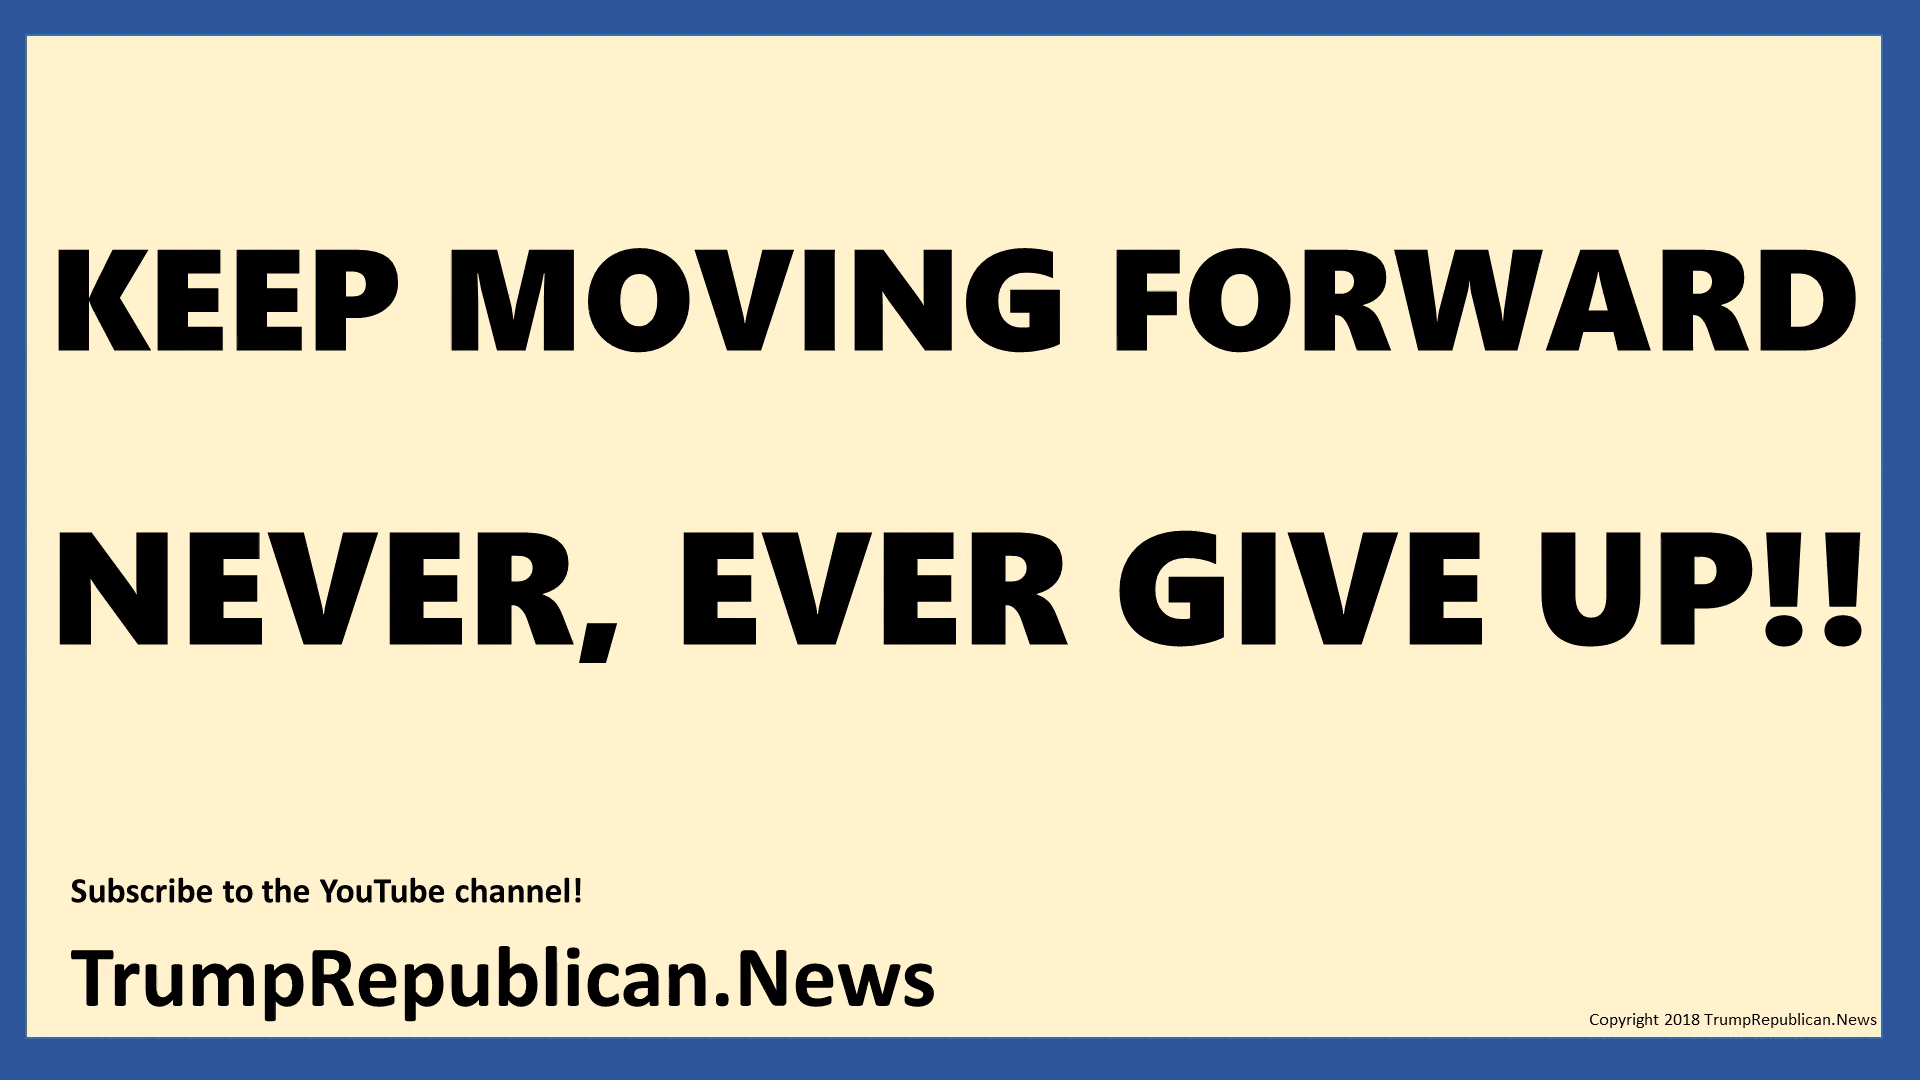 KEEP MOVING FORWARD
NEVER, EVER GIVE UP!!
Subscribe to the YouTube channel!
TrumpRepublican.News
Copyright 2018 TrumpRepublican.News